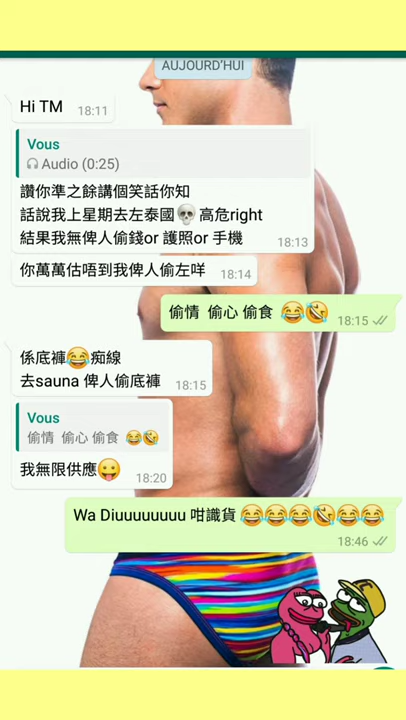 AUJOURD'HUI
Hi TM 18:11
Vous
Audio (0:25)
讚你準之餘講個笑話你知
話說我上星期去左泰國💀高危right
結果我無俾人偷錢or 護照or 手機 18:13
你萬萬估唔到我俾人偷左咩 18:14
偷情 偷心 偷食 😂🤣 18:15
係底褲😂痴線
去sauna 俾人偷底褲 18:15
Vous
偷情 偷心 偷食 😂🤣
我無限供應😛 18:20
Wa Diuuuuuuuu 咁識貨 😂😂😂🤣😂😂
18:46